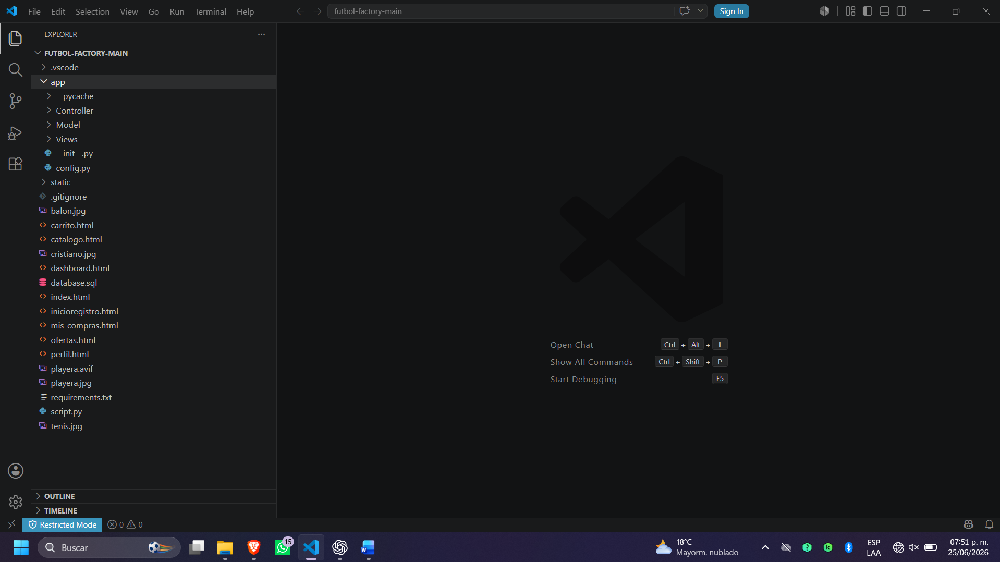 File Edit Selection View Go Run Terminal Help
futbol-factory-main
Sign In
EXPLORER
FUTBOL-FACTORY-MAIN
.vscode
app
__pycache__
Controller
Model
Views
__init__.py
config.py
static
.gitignore
balon.jpg
carrito.html
catalogo.html
cristiano.jpg
dashboard.html
database.sql
index.html
inicioregistro.html
mis_compras.html
ofertas.html
perfil.html
playera.avif
playera.jpg
requirements.txt
script.py
tenis.jpg
Open Chat Ctrl + Alt + I
Show All Commands Ctrl + Shift + P
Start Debugging F5
OUTLINE
TIMELINE
Restricted Mode 0 0
Buscar
15
W
18°C
Mayorm. nublado
k
ESP
LAA
07:51 p. m.
25/06/2026